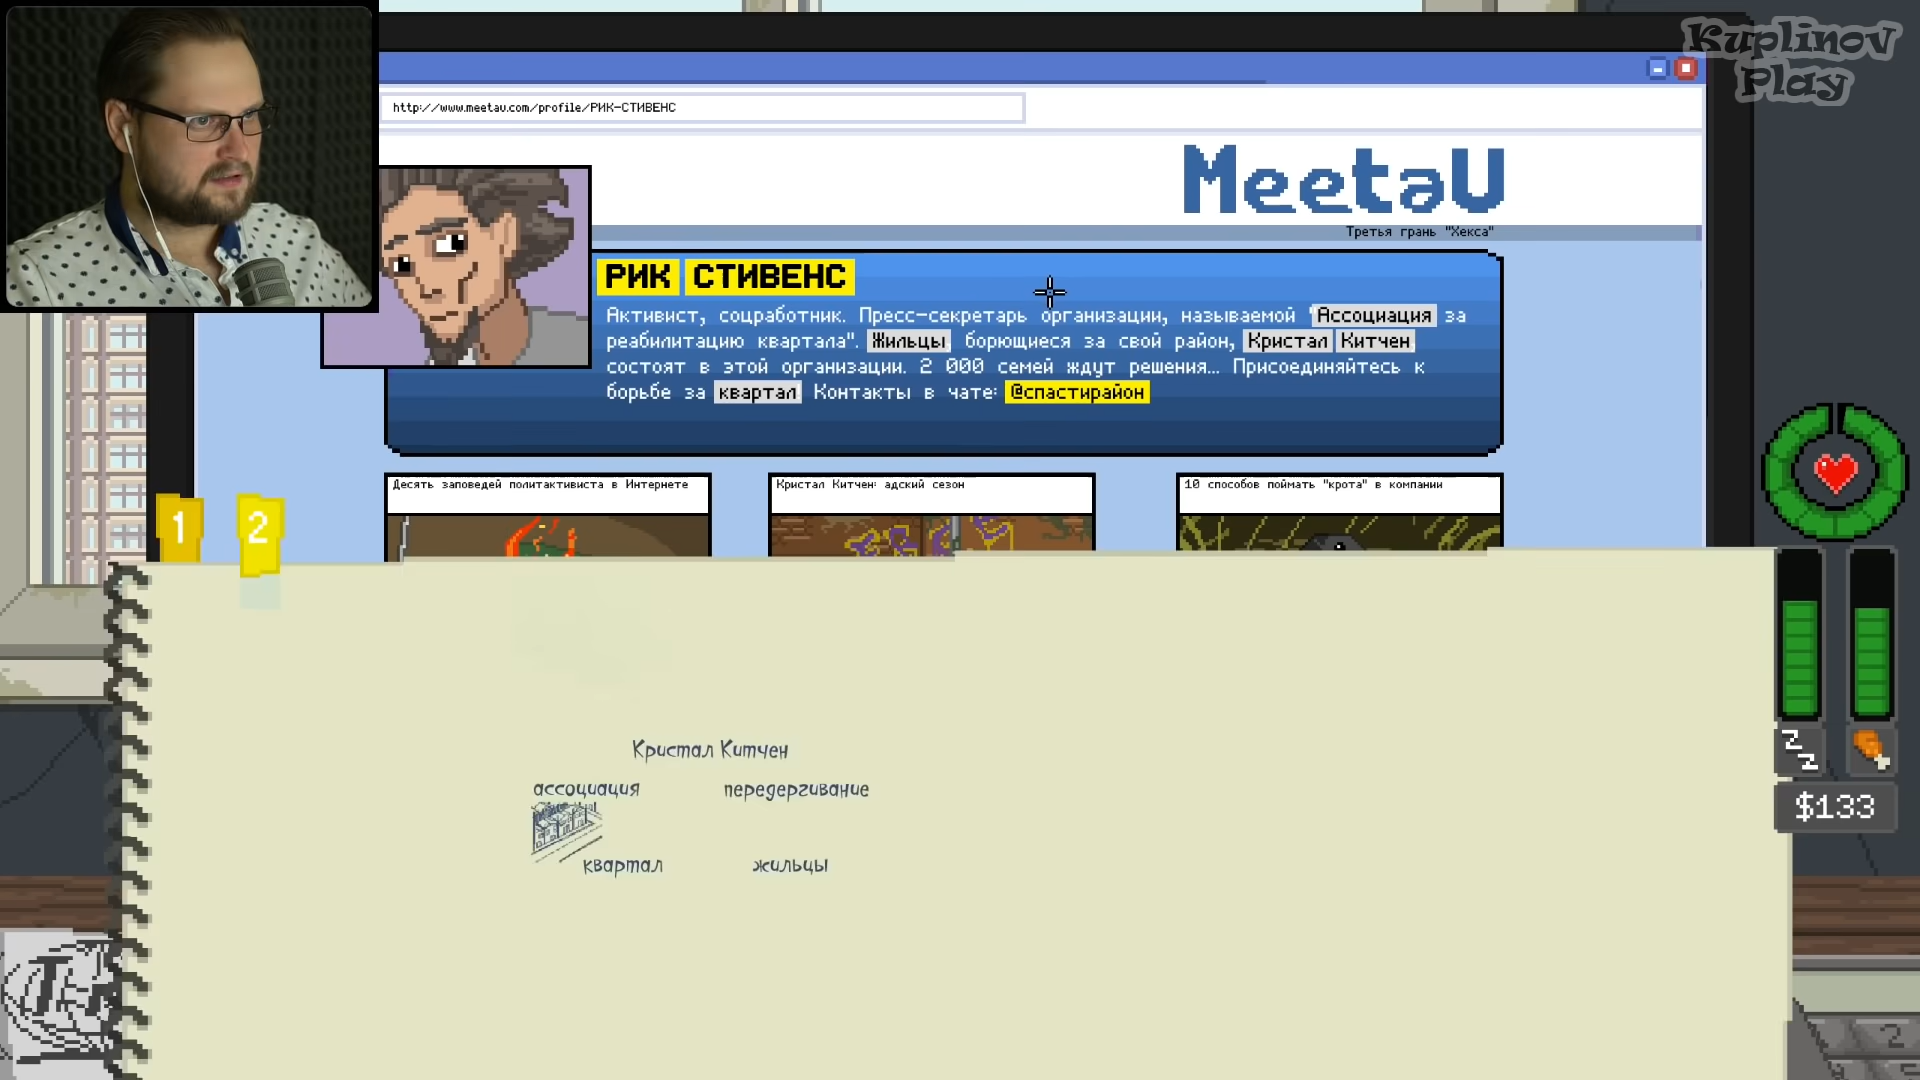 Kuplinov
Play
http://www.meetau.com/profile/РИК-СТИВЕНС
MeetaU
Третья грань "Хекса"
РИК СТИВЕНС
Активист, соцработник. Пресс-секретарь организации, называемой "Ассоциация за
реабилитацию квартала". Жильцы борющиеся за свой район, Кристал Китчен
состоят в этой организации. 2 000 семей ждут решения... Присоединяйтесь к
борьбе за квартал Контакты в чате: @спастирайон
Десять заповедей политактивиста в Интернете
Кристал Китчен: адский сезон
10 способов поймать "крота" в компании
1
2
Кристал Китчен
ассоциация
передергивание
квартал
жильцы
$133